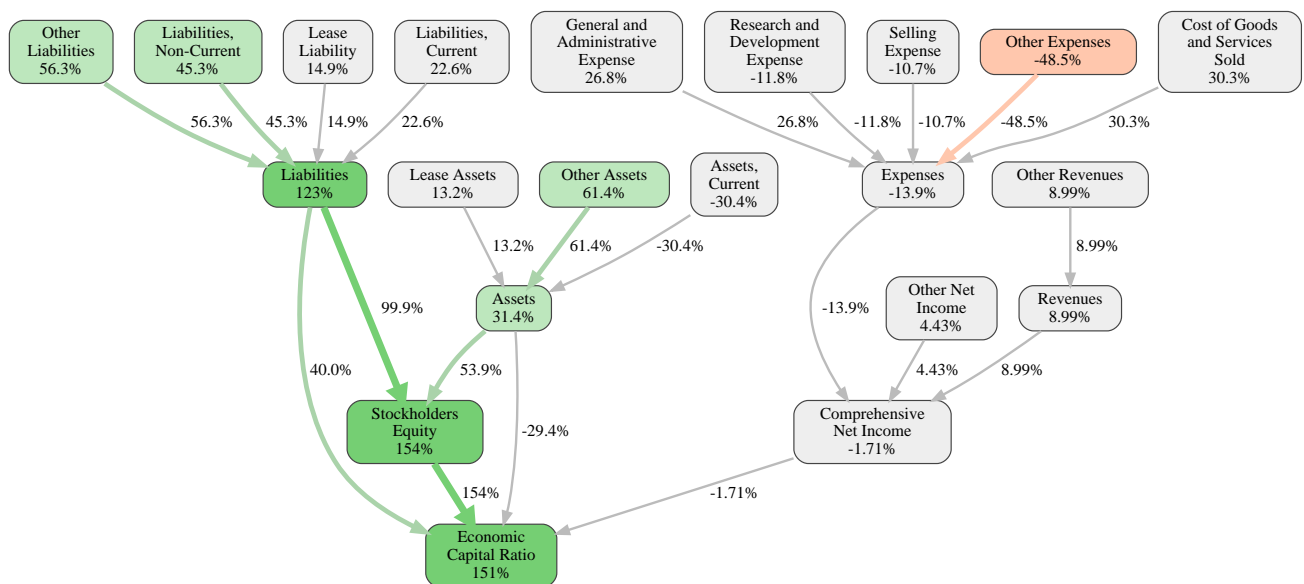 Other
Liabilities
56.3%
Liabilities,
Non-Current
45.3%
Lease
Liability
14.9%
Liabilities,
Current
22.6%
General and
Administrative
Expense
26.8%
Research and
Development
Expense
-11.8%
Selling
Expense
-10.7%
Other Expenses
-48.5%
Cost of Goods
and Services
Sold
30.3%
56.3%
45.3%
14.9%
22.6%
26.8%
-11.8%
-10.7%
-48.5%
30.3%
Liabilities
123%
Lease Assets
13.2%
Other Assets
61.4%
Assets,
Current
-30.4%
Expenses
-13.9%
Other Revenues
8.99%
13.2%
61.4%
-30.4%
8.99%
Assets
31.4%
Other Net
Income
4.43%
Revenues
8.99%
99.9%
-13.9%
40.0%
53.9%
4.43%
8.99%
Stockholders
Equity
154%
-29.4%
Comprehensive
Net Income
-1.71%
154%
-1.71%
Economic
Capital Ratio
151%